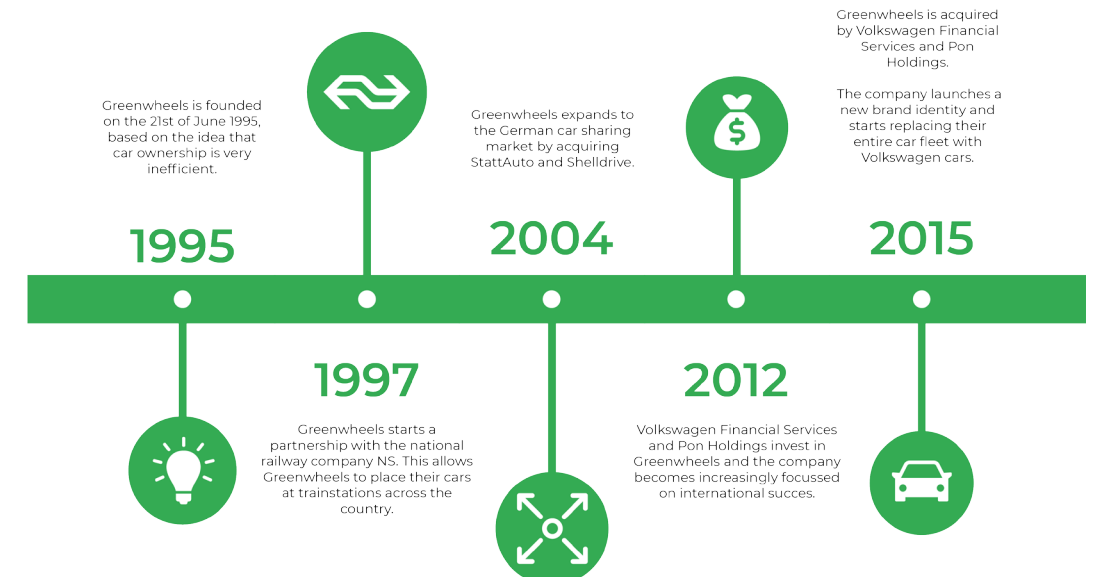 Greenwheels is founded
on the 21st of June 1995,
based on the idea that
car ownership is very
inefficient.
1995
1997
Greenwheels starts a
partnership with the national
railway company NS. This allows
Greenwheels to place their cars
at trainstations across the
country.
Greenwheels expands to
the German car sharing
market by acquiring
StattAuto and Shelldrive.
2004
2012
Volkswagen Financial Services
and Pon Holdings invest in
Greenwheels and the company
becomes increasingly focussed
on international succes.
Greenwheels is acquired
by Volkswagen Financial
Services and Pon
Holdings.
The company launches a
new brand identity and
starts replacing their
entire car fleet with
Volkswagen cars.
2015
$